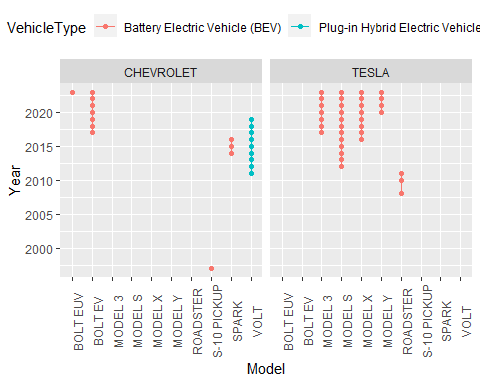 VehicleType Battery Electric Vehicle (BEV) Plug-in Hybrid Electric Vehicle
CHEVROLET TESLA
2020
2015
2010
2005
2000
Year
BOLT EUV
BOLT EV
MODEL 3
MODEL S
MODEL X
MODEL Y
ROADSTER
S-10 PICKUP
SPARK
VOLT
BOLT EUV
BOLT EV
MODEL 3
MODEL S
MODEL X
MODEL Y
ROADSTER
S-10 PICKUP
SPARK
VOLT
Model